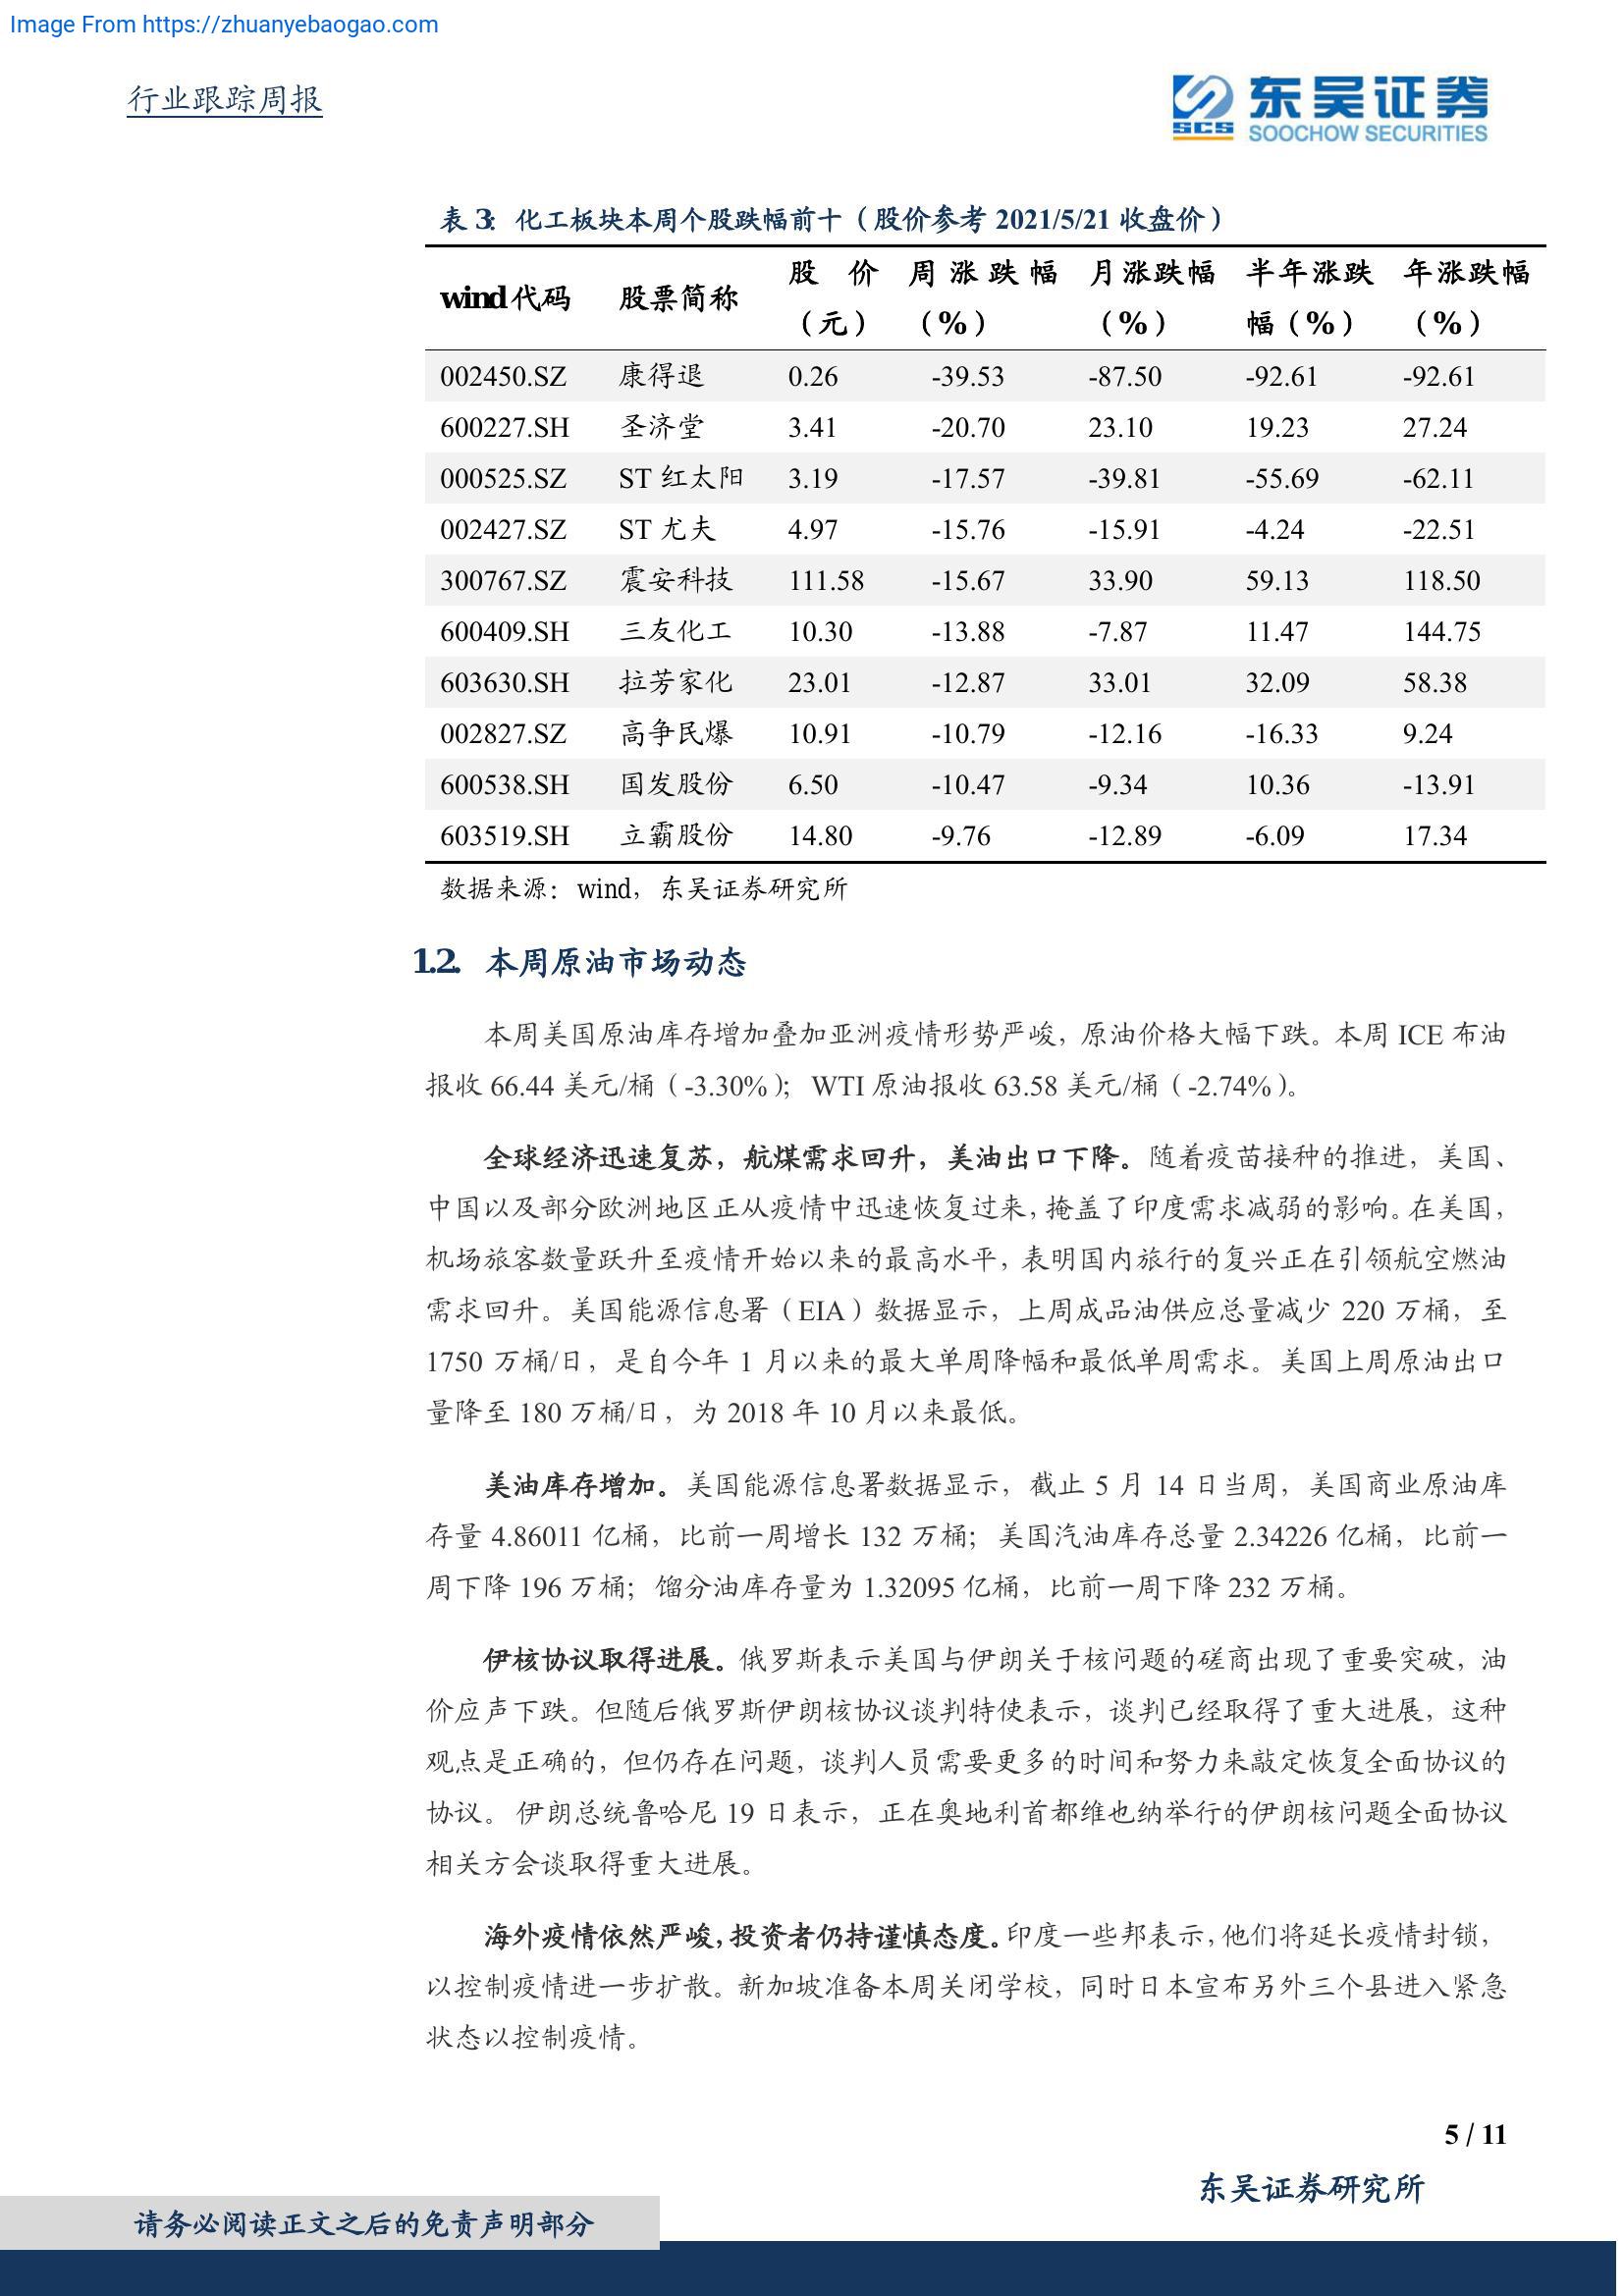 Image From https://zhuanyebaogao.com
行业跟踪周报
东吴证券
SCS SOOCHOW SECURITIES
表 3: 化工板块本周个股跌幅前十（股价参考 2021/5/21 收盘价）
wind 代码 股票简称 股 价（元） 周涨跌幅（%） 月涨跌幅（%） 半年涨跌幅（%） 年涨跌幅（%）
002450.SZ 康得退 0.26 -39.53 -87.50 -92.61 -92.61
600227.SH 圣济堂 3.41 -20.70 23.10 19.23 27.24
000525.SZ ST 红太阳 3.19 -17.57 -39.81 -55.69 -62.11
002427.SZ ST 尤夫 4.97 -15.76 -15.91 -4.24 -22.51
300767.SZ 震安科技 111.58 -15.67 33.90 59.13 118.50
600409.SH 三友化工 10.30 -13.88 -7.87 11.47 144.75
603630.SH 拉芳家化 23.01 -12.87 33.01 32.09 58.38
002827.SZ 高争民爆 10.91 -10.79 -12.16 -16.33 9.24
600538.SH 国发股份 6.50 -10.47 -9.34 10.36 -13.91
603519.SH 立霸股份 14.80 -9.76 -12.89 -6.09 17.34
数据来源：wind，东吴证券研究所
1.2. 本周原油市场动态
本周美国原油库存增加叠加亚洲疫情形势严峻，原油价格大幅下跌。本周 ICE 布油
报收 66.44 美元/桶（-3.30%）；WTI 原油报收 63.58 美元/桶（-2.74%）。
全球经济迅速复苏，航煤需求回升，美油出口下降。随着疫苗接种的推进，美国、
中国以及部分欧洲地区正从疫情中迅速恢复过来，掩盖了印度需求减弱的影响。在美国，
机场旅客数量跃升至疫情开始以来的最高水平，表明国内旅行的复兴正在引领航空燃油
需求回升。美国能源信息署（EIA）数据显示，上周成品油供应总量减少 220 万桶，至
1750 万桶/日，是自今年 1 月以来的最大单周降幅和最低单周需求。美国上周原油出口
量降至 180 万桶/日，为 2018 年 10 月以来最低。
美油库存增加。美国能源信息署数据显示，截止 5 月 14 日当周，美国商业原油库
存量 4.86011 亿桶，比前一周增长 132 万桶；美国汽油库存总量 2.34226 亿桶，比前一
周下降 196 万桶；馏分油库存量为 1.32095 亿桶，比前一周下降 232 万桶。
伊核协议取得进展。俄罗斯表示美国与伊朗关于核问题的磋商出现了重要突破，油
价应声下跌。但随后俄罗斯伊朗核协议谈判特使表示，谈判已经取得了重大进展，这种
观点是正确的，但仍存在问题，谈判人员需要更多的时间和努力来敲定恢复全面协议的
协议。 伊朗总统鲁哈尼 19 日表示，正在奥地利首都维也纳举行的伊朗核问题全面协议
相关方会谈取得重大进展。
海外疫情依然严峻，投资者仍持谨慎态度。印度一些邦表示，他们将延长疫情封锁，
以控制疫情进一步扩散。新加坡准备本周关闭学校，同时日本宣布另外三个县进入紧急
状态以控制疫情。
5 / 11
东吴证券研究所
请务必阅读正文之后的免责声明部分